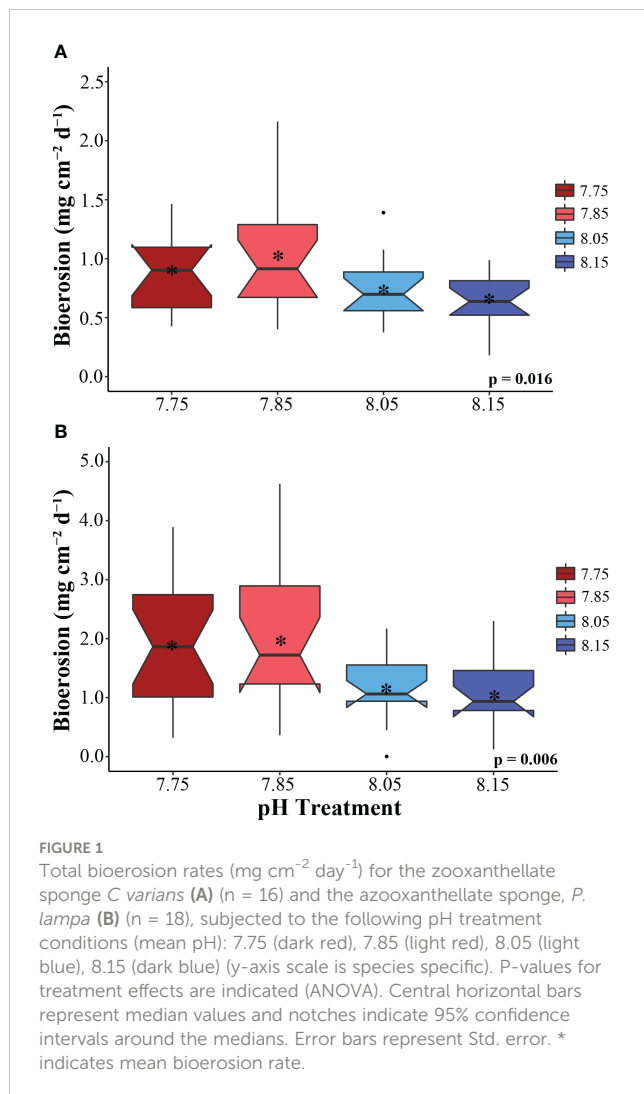 A
Bioerosion (mg cm⁻² d⁻¹)
2.5
2.0
1.5
1.0
0.5
0.0
7.75
7.85
8.05
8.15
*
*
*
*
p = 0.016
7.75
7.85
8.05
8.15
B
Bioerosion (mg cm⁻² d⁻¹)
5.0
4.0
3.0
2.0
1.0
0.0
7.75
7.85
8.05
8.15
*
*
*
*
p = 0.006
7.75
7.85
8.05
8.15
pH Treatment
FIGURE 1
Total bioerosion rates (mg cm⁻² day⁻¹) for the zooxanthellate
sponge C varians (A) (n = 16) and the azooxanthellate sponge, P.
lampa (B) (n = 18), subjected to the following pH treatment
conditions (mean pH): 7.75 (dark red), 7.85 (light red), 8.05 (light
blue), 8.15 (dark blue) (y-axis scale is species specific). P-values for
treatment effects are indicated (ANOVA). Central horizontal bars
represent median values and notches indicate 95% confidence
intervals around the medians. Error bars represent Std. error. *
indicates mean bioerosion rate.